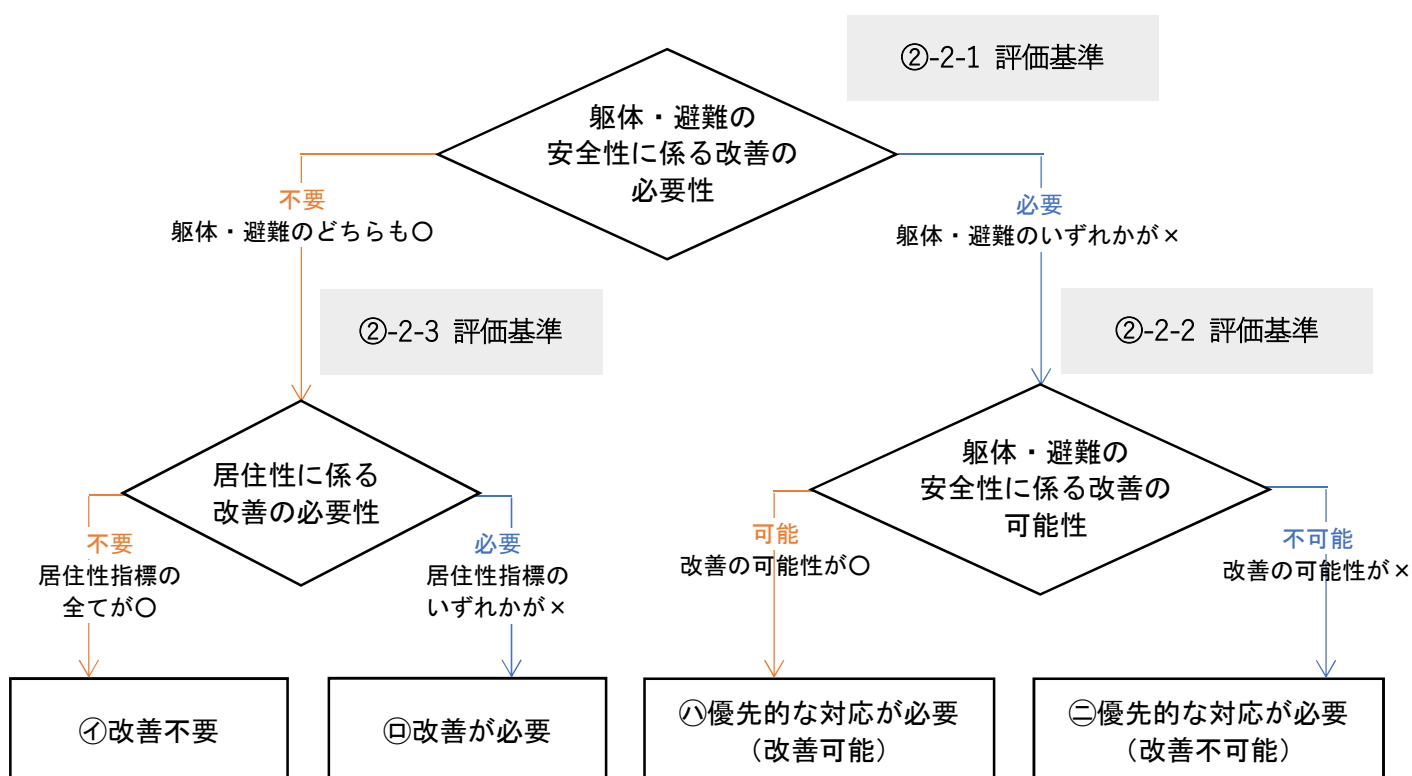 ②-2-1 評価基準
躯体・避難の
安全性に係る改善の
必要性
不要
躯体・避難のどちらも〇
必要
躯体・避難のいずれかが×
②-2-3 評価基準
②-2-2 評価基準
居住性に係る
改善の必要性
躯体・避難の
安全性に係る改善の
可能性
不要
居住性指標の
全てが〇
必要
居住性指標の
いずれかが×
可能
改善の可能性が〇
不可能
改善の可能性が×
㋑改善不要
㋺改善が必要
㋩優先的な対応が必要
（改善可能）
㋥優先的な対応が必要
（改善不可能）